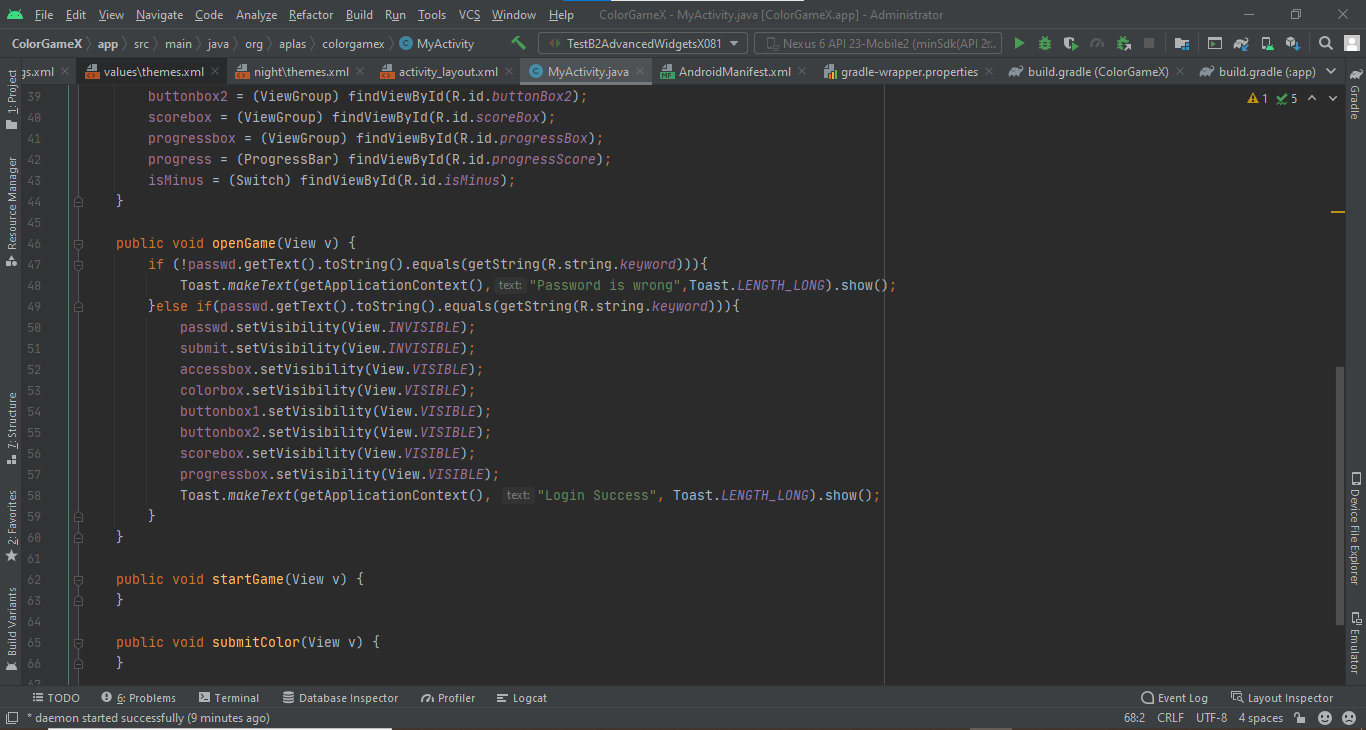 File Edit View Navigate Code Analyze Refactor Build Run Tools VCS Window Help ColorGameX - MyActivity.java [ColorGameX.app] - Administrator
ColorGameX app src main java org aplas colorgamex MyActivity TestB2AdvancedWidgetsX081 Nexus 6 API 23-Mobile2 (minSdk(API 2r...
gs.xml values\themes.xml night\themes.xml activity_layout.xml MyActivity.java AndroidManifest.xml gradle-wrapper.properties build.gradle (ColorGameX) build.gradle (:app)
1: Project
Resource Manager
7: Structure
2: Favorites
Build Variants
1 5
39 buttonbox2 = (ViewGroup) findViewById(R.id.buttonBox2);
40 scorebox = (ViewGroup) findViewById(R.id.scoreBox);
41 progressbox = (ViewGroup) findViewById(R.id.progressBox);
42 progress = (ProgressBar) findViewById(R.id.progressScore);
43 isMinus = (Switch) findViewById(R.id.isMinus);
44 }
45
46 public void openGame(View v) {
47 if (!passwd.getText().toString().equals(getString(R.string.keyword))){
48 Toast.makeText(getApplicationContext(), text: "Password is wrong",Toast.LENGTH_LONG).show();
49 }else if(passwd.getText().toString().equals(getString(R.string.keyword))){
50 passwd.setVisibility(View.INVISIBLE);
51 submit.setVisibility(View.INVISIBLE);
52 accessbox.setVisibility(View.VISIBLE);
53 colorbox.setVisibility(View.VISIBLE);
54 buttonbox1.setVisibility(View.VISIBLE);
55 buttonbox2.setVisibility(View.VISIBLE);
56 scorebox.setVisibility(View.VISIBLE);
57 progressbox.setVisibility(View.VISIBLE);
58 Toast.makeText(getApplicationContext(), text: "Login Success", Toast.LENGTH_LONG).show();
59 }
60 }
61
62 public void startGame(View v) {
63 }
64
65 public void submitColor(View v) {
66 }
67
Gradle
Device File Explorer
Emulator
TODO 6: Problems Terminal Database Inspector Profiler Logcat Event Log Layout Inspector
* daemon started successfully (9 minutes ago) 68:2 CRLF UTF-8 4 spaces